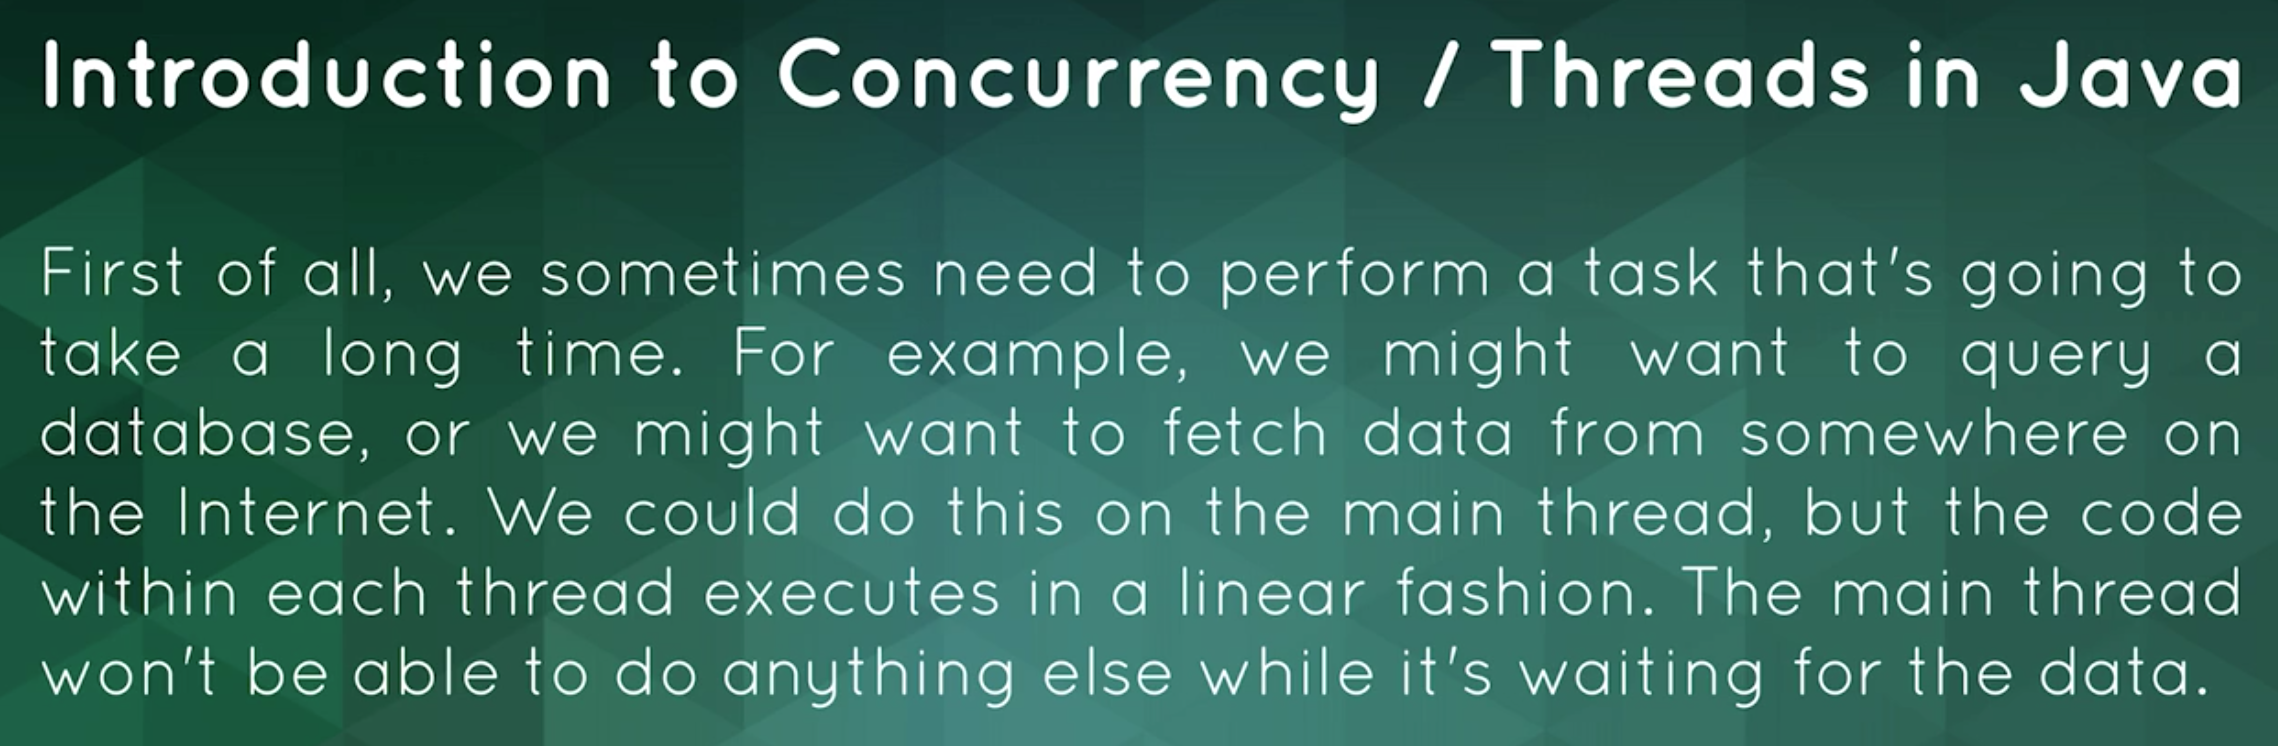 Introduction to Concurrency / Threads in Java
First of all, we sometimes need to perform a task that's going to
take a long time. For example, we might want to query a
database, or we might want to fetch data from somewhere on
the Internet. We could do this on the main thread, but the code
within each thread executes in a linear fashion. The main thread
won't be able to do anything else while it's waiting for the data.